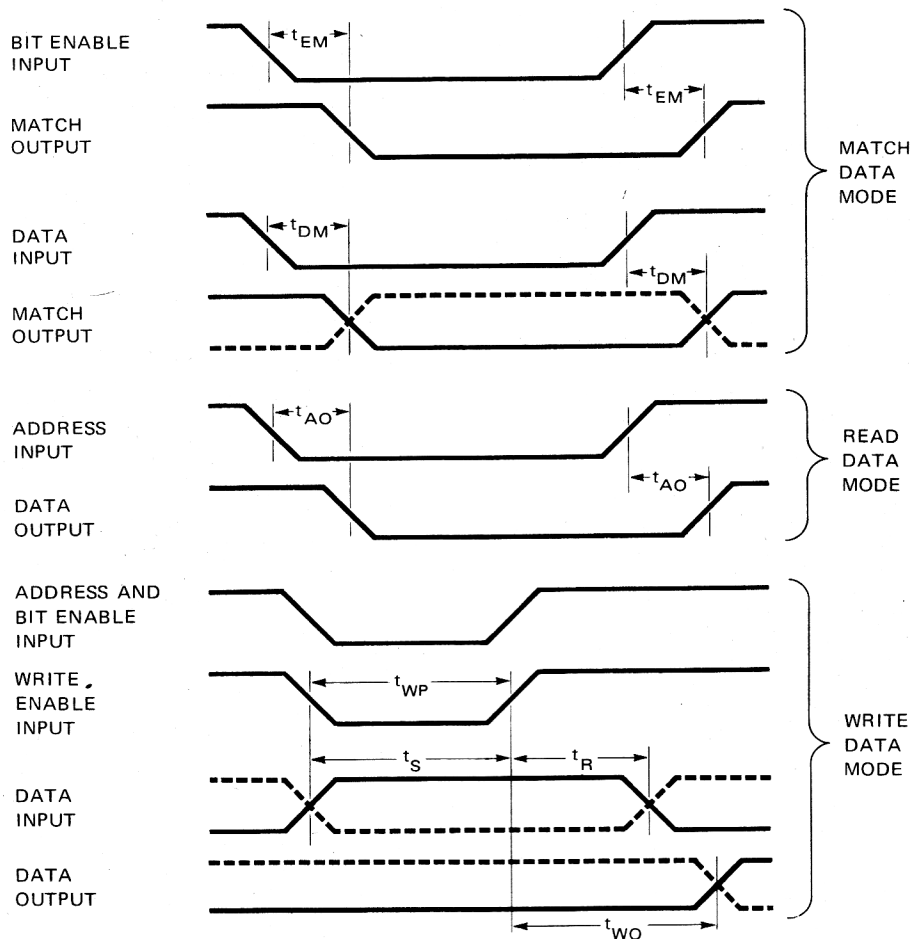 BIT ENABLE
INPUT
t_EM
t_EM
MATCH
OUTPUT
MATCH
DATA
MODE
DATA
INPUT
t_DM
t_DM
MATCH
OUTPUT
ADDRESS
INPUT
t_AO
t_AO
READ
DATA
MODE
DATA
OUTPUT
ADDRESS AND
BIT ENABLE
INPUT
WRITE
ENABLE
INPUT
t_WP
WRITE
DATA
MODE
t_S
t_R
DATA
INPUT
DATA
OUTPUT
t_WO